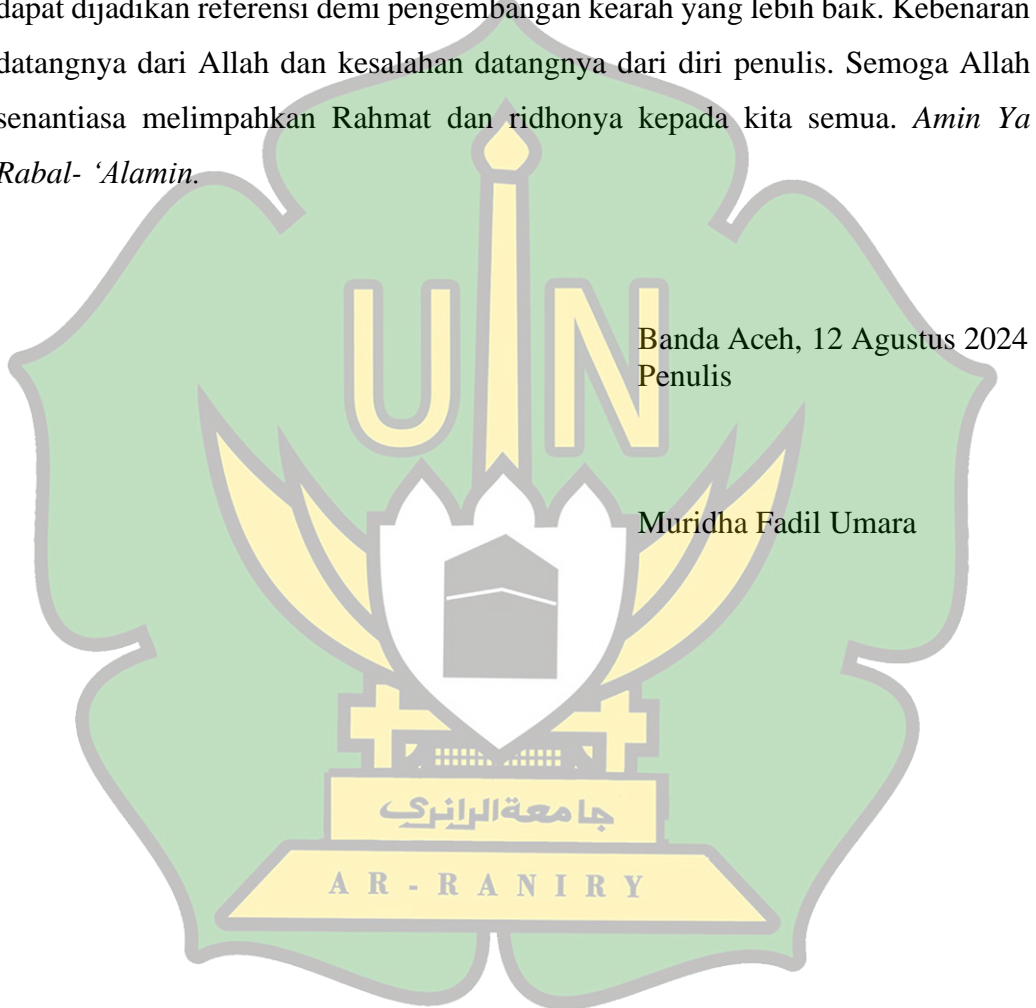 dapat dijadikan referensi demi pengembangan kearah yang lebih baik. Kebenaran
datangnya dari Allah dan kesalahan datangnya dari diri penulis. Semoga Allah
senantiasa melimpahkan Rahmat dan ridhonya kepada kita semua. Amin Ya
Rabal- ‘Alamin.
UIN
Banda Aceh, 12 Agustus 2024
Penulis
Muridha Fadil Umara
جامعةالرانري
AR-RANIRY